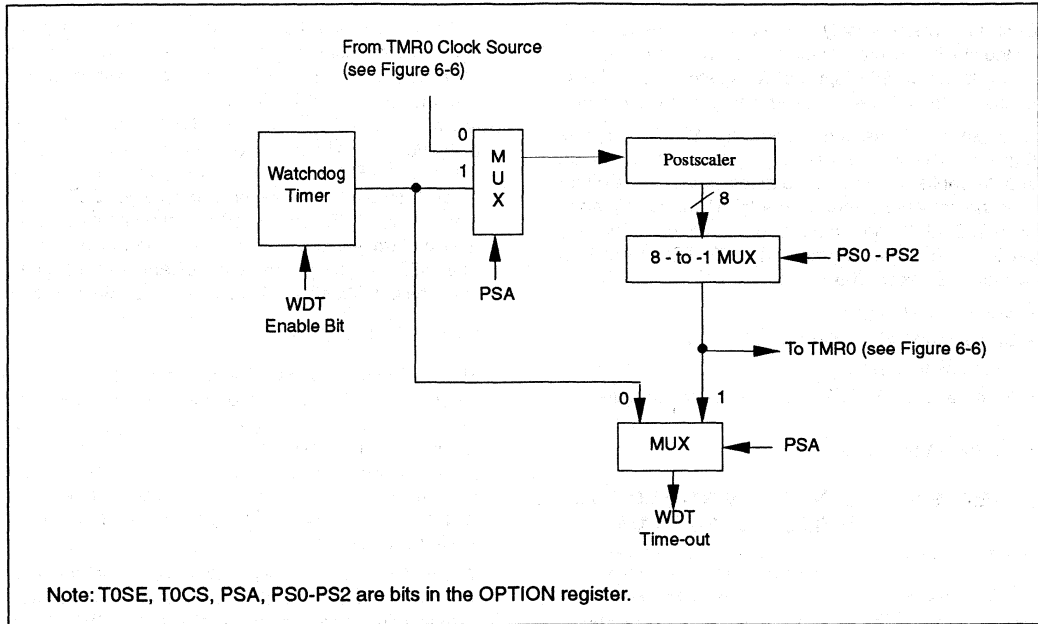 From TMR0 Clock Source
(see Figure 6-6)
0
1
M
U
X
Watchdog
Timer
Postscaler
8
8 - to -1 MUX
PS0 - PS2
PSA
WDT
Enable Bit
To TMR0 (see Figure 6-6)
0
1
MUX
PSA
WDT
Time-out
Note: T0SE, T0CS, PSA, PS0-PS2 are bits in the OPTION register.